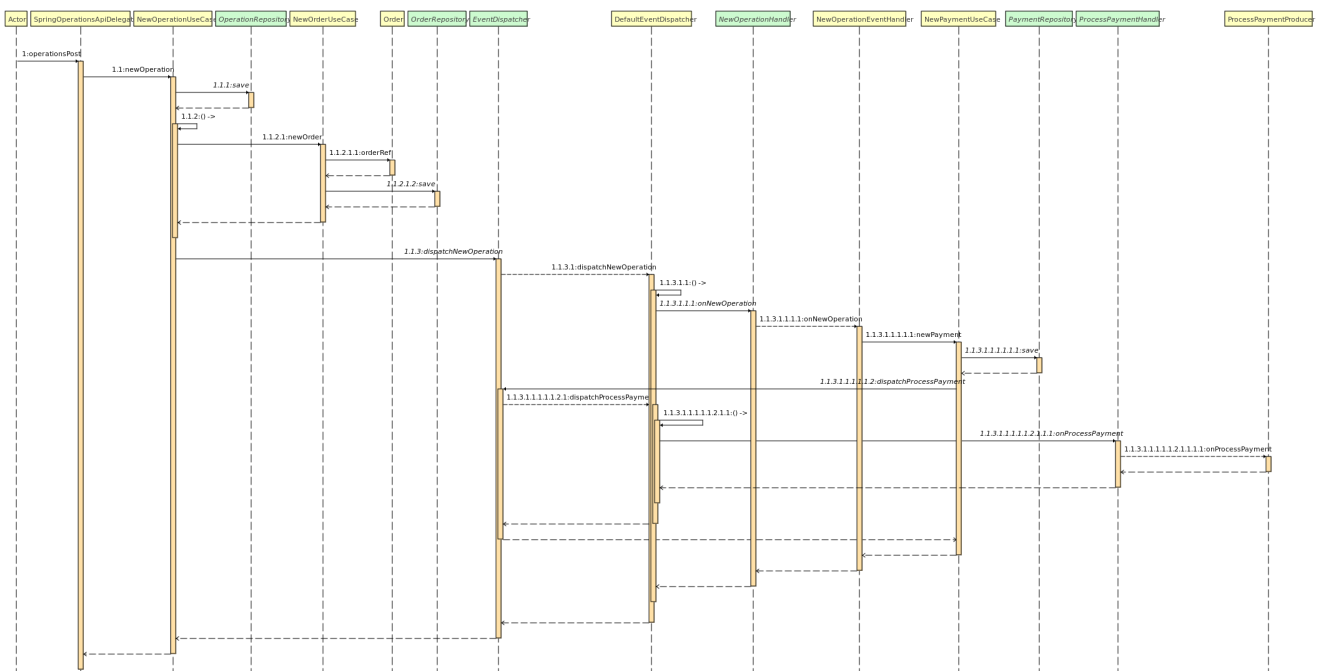 Actor
SpringOperationsApiDelegat
NewOperationUseCase
OperationRepository
NewOrderUseCase
Order
OrderRepository
EventDispatcher
DefaultEventDispatcher
NewOperationHandler
NewOperationEventHandler
NewPaymentUseCase
PaymentRepository
ProcessPaymentHandler
ProcessPaymentProducer
1:operationsPost
1.1:newOperation
1.1.1:save
1.1.2:() ->
1.1.2.1:newOrder
1.1.2.1.1:orderRef
1.1.2.1.2:save
1.1.3:dispatchNewOperation
1.1.3.1:dispatchNewOperation
1.1.3.1.1:() ->
1.1.3.1.1.1:onNewOperation
1.1.3.1.1.1.1:onNewOperation
1.1.3.1.1.1.1.1:newPayment
1.1.3.1.1.1.1.1.1:save
1.1.3.1.1.1.1.1.2:dispatchProcessPayment
1.1.3.1.1.1.1.1.2.1:dispatchProcessPayme
1.1.3.1.1.1.1.1.2.1.1:() ->
1.1.3.1.1.1.1.1.2.1.1.1:onProcessPayment
1.1.3.1.1.1.1.1.2.1.1.1.1:onProcessPayment